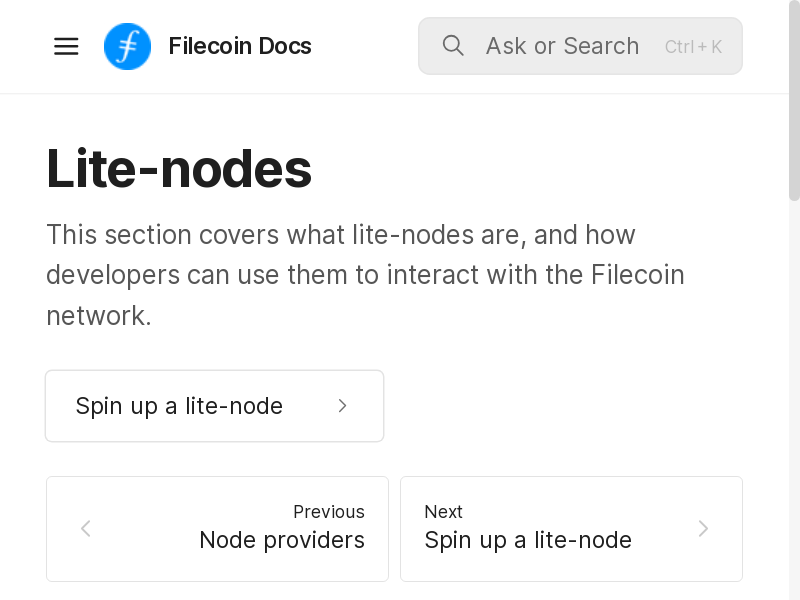 Filecoin Docs
Ask or Search Ctrl + K
Lite-nodes
This section covers what lite-nodes are, and how
developers can use them to interact with the Filecoin
network.
Spin up a lite-node
Previous
Node providers
Next
Spin up a lite-node